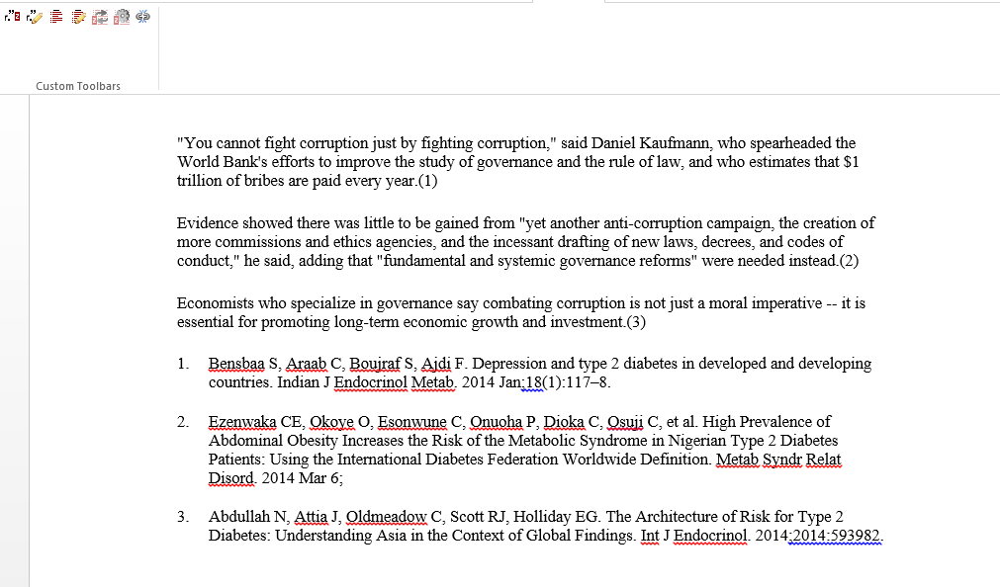 Custom Toolbars
"You cannot fight corruption just by fighting corruption," said Daniel Kaufmann, who spearheaded the
World Bank's efforts to improve the study of governance and the rule of law, and who estimates that $1
trillion of bribes are paid every year.(1)
Evidence showed there was little to be gained from "yet another anti-corruption campaign, the creation of
more commissions and ethics agencies, and the incessant drafting of new laws, decrees, and codes of
conduct," he said, adding that "fundamental and systemic governance reforms" were needed instead.(2)
Economists who specialize in governance say combating corruption is not just a moral imperative -- it is
essential for promoting long-term economic growth and investment.(3)
1. Bensbaa S, Araab C, Boujraf S, Ajdi F. Depression and type 2 diabetes in developed and developing
countries. Indian J Endocrinol Metab. 2014 Jan;18(1):117–8.
2. Ezenwaka CE, Okoye O, Esonwune C, Onuoha P, Dioka C, Osuji C, et al. High Prevalence of
Abdominal Obesity Increases the Risk of the Metabolic Syndrome in Nigerian Type 2 Diabetes
Patients: Using the International Diabetes Federation Worldwide Definition. Metab Syndr Relat
Disord. 2014 Mar 6;
3. Abdullah N, Attia J, Oldmeadow C, Scott RJ, Holliday EG. The Architecture of Risk for Type 2
Diabetes: Understanding Asia in the Context of Global Findings. Int J Endocrinol. 2014;2014:593982.